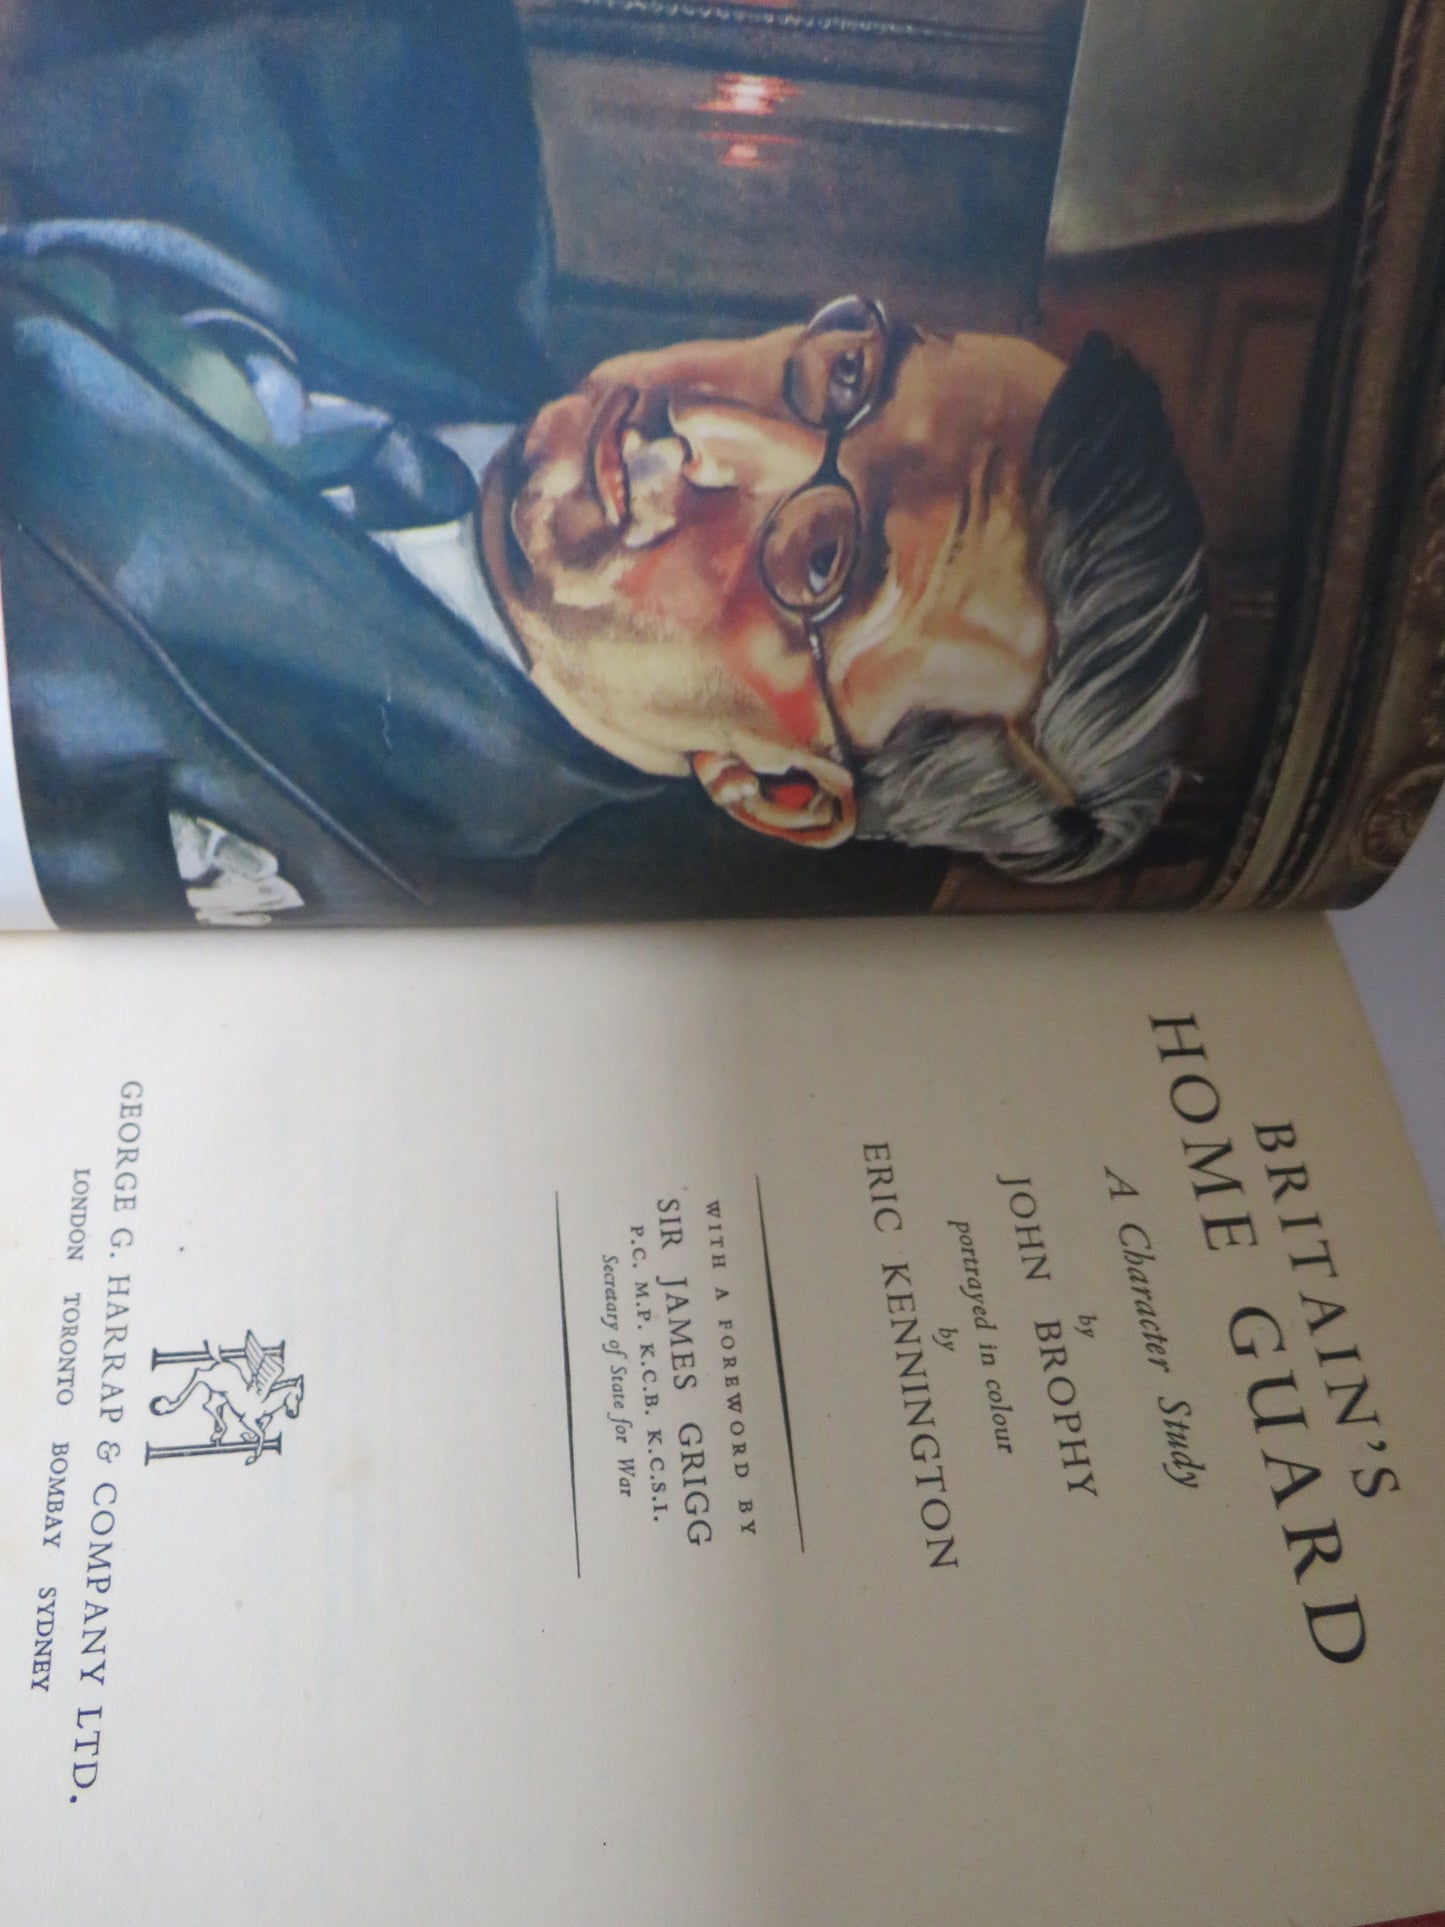 BRITAIN'S
HOME GUARD
A Character Study
by
JOHN BROPHY
portrayed in colour
by
ERIC KENNINGTON
WITH A FOREWORD BY
SIR JAMES GRIGG
P.C. M.P. K.C.B. K.C.S.I.
Secretary of State for War
GEORGE G. HARRAP & COMPANY LTD.
LONDON TORONTO BOMBAY SYDNEY